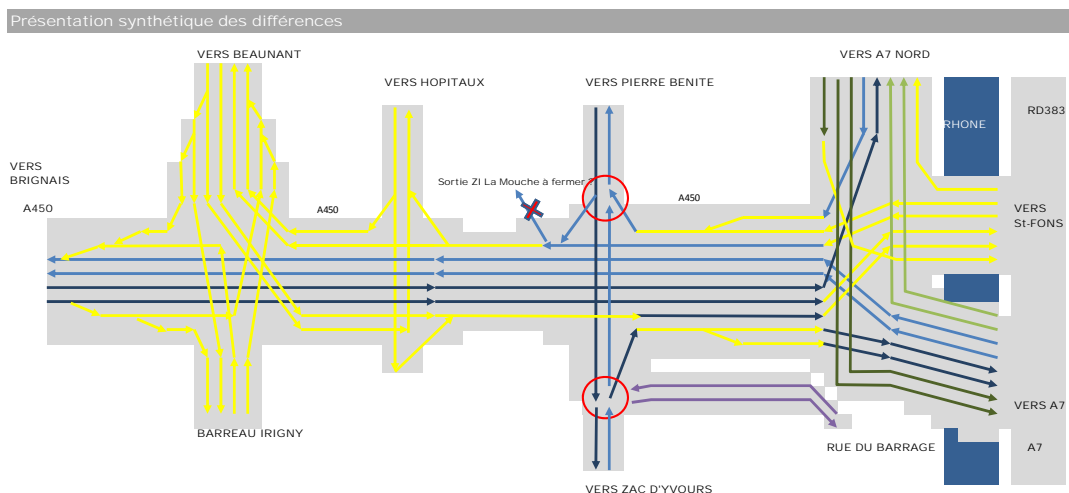 Présentation synthétique des différences
VERS BEAUNANT
VERS A7 NORD
VERS HOPITAUX
VERS PIERRE BENITE
RD383
RHONE
VERS
BRIGNAIS
Sortie ZI La Mouche à fermer ?
A450
A450
A450
VERS
St-FONS
VERS A7
BARREAU IRIGNY
RUE DU BARRAGE
A7
VERS ZAC D'YVOURS